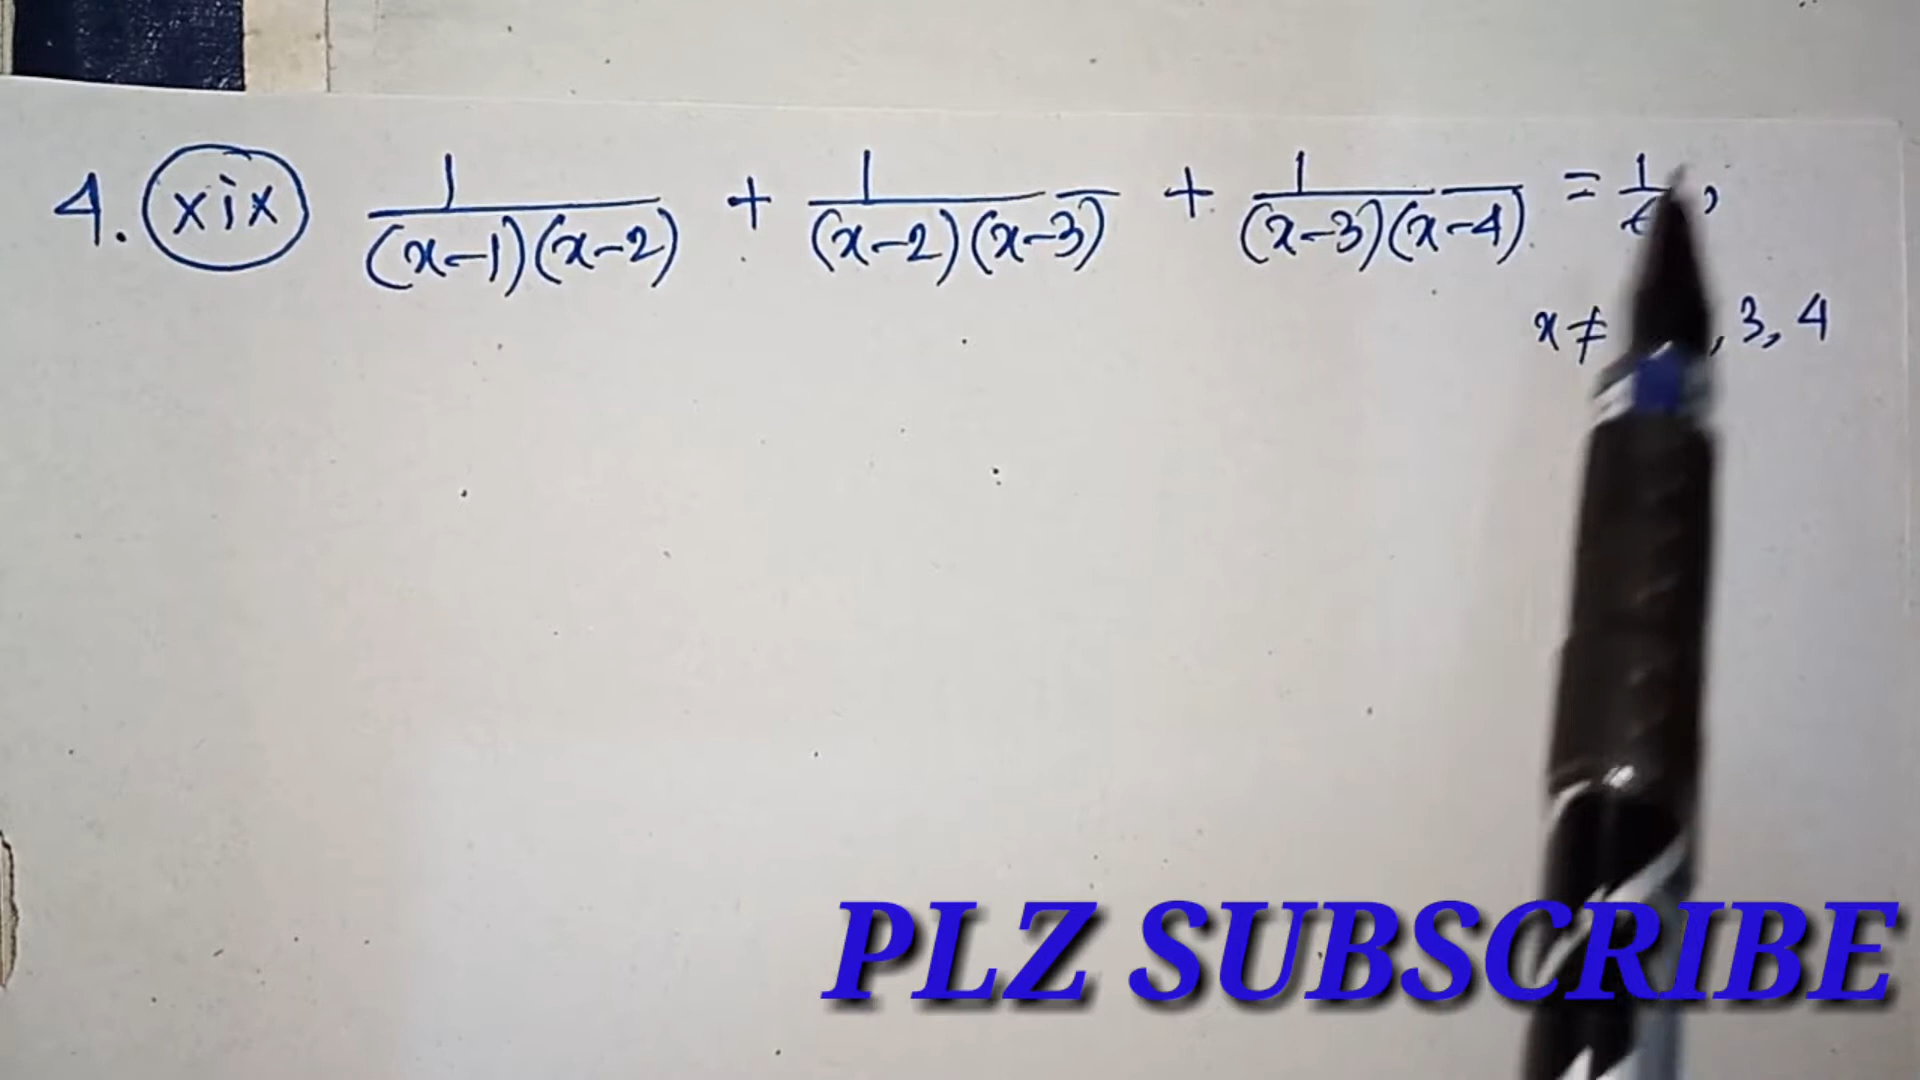 4. (xix) 1/((x-1)(x-2)) + 1/((x-2)(x-3)) + 1/((x-3)(x-4)) = 1/ ,
x ≠ , 3, 4
PLZ SUBSCRIBE